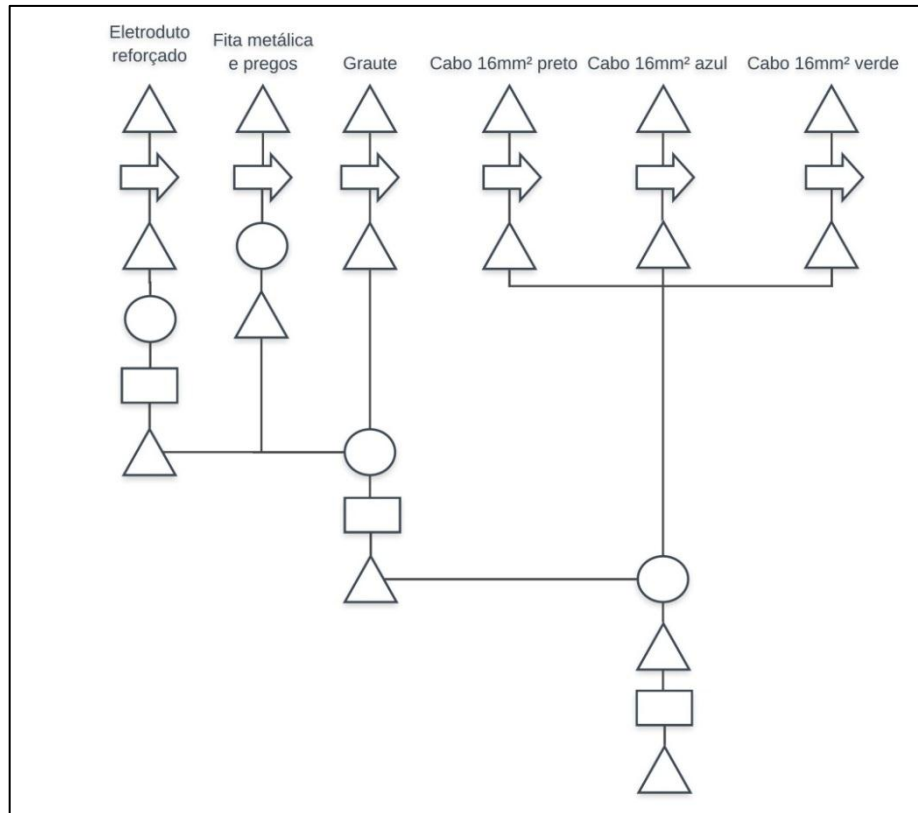 Eletroduto
reforçado
Fita metálica
e pregos
Graute
Cabo 16mm² preto
Cabo 16mm² azul
Cabo 16mm² verde